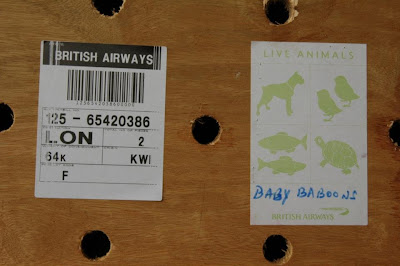 BRITISH AIRWAYS
125 - 65420386
LON
2
64K
KWI
F
LIVE ANIMALS
BABY BABOONS
BRITISH AIRWAYS